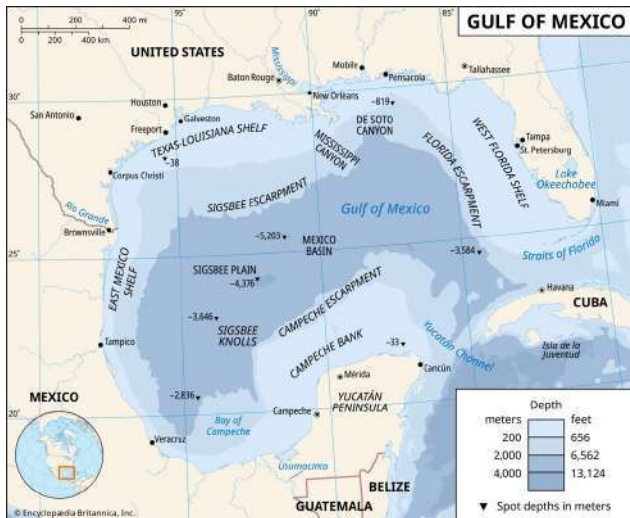 GULF OF MEXICO
0 200 400 mi
0 200 400 km
95
90
85
UNITED STATES
Mississippi
Mobile
Pensacola
Tallahassee
Baton Rouge
New Orleans
−819
DE SOTO
CANYON
30
Houston
San Antonio
Galveston
Freeport
TEXAS-LOUISIANA SHELF
−38
MISSISSIPPI
CANYON
FLORIDA ESCARPMENT
WEST FLORIDA SHELF
Tampa
St. Petersburg
Lake
Okeechobee
Miami
Corpus Christi
SIGSBEE ESCARPMENT
Gulf of Mexico
Rio Grande
Brownsville
−5,203
MEXICO
BASIN
−3,584
Straits of Florida
25
EAST MEXICO
SHELF
SIGSBEE PLAIN
−4,376
CAMPECHE ESCARPMENT
Havana
CUBA
−3,646
SIGSBEE
KNOLLS
CAMPECHE BANK
−33
Yucatán Channel
Isla de la
Juventud
Tampico
Cancún
Mérida
MEXICO
−2,836
YUCATÁN
PENINSULA
20
Bay of
Campeche
Campeche
Veracruz
Usumacinta
BELIZE
GUATEMALA
Depth
meters feet
200 656
2,000 6,562
4,000 13,124
▼ Spot depths in meters
© Encyclopædia Britannica, Inc.